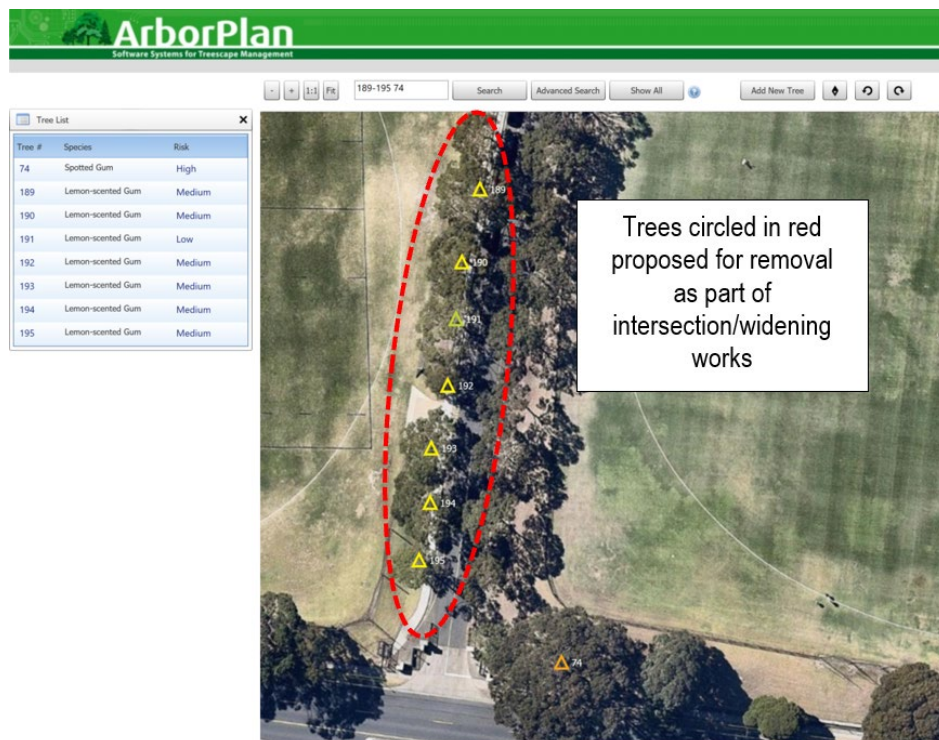 ArborPlan
Software Systems for Treescape Management
- + 1:1 Fit 189-195 74 Search Advanced Search Show All Add New Tree
Tree List
Tree # Species Risk
74 Spotted Gum High
189 Lemon-scented Gum Medium
190 Lemon-scented Gum Medium
191 Lemon-scented Gum Low
192 Lemon-scented Gum Medium
193 Lemon-scented Gum Medium
194 Lemon-scented Gum Medium
195 Lemon-scented Gum Medium
189
190
191
192
193
194
195
74
Trees circled in red
proposed for removal
as part of
intersection/widening
works